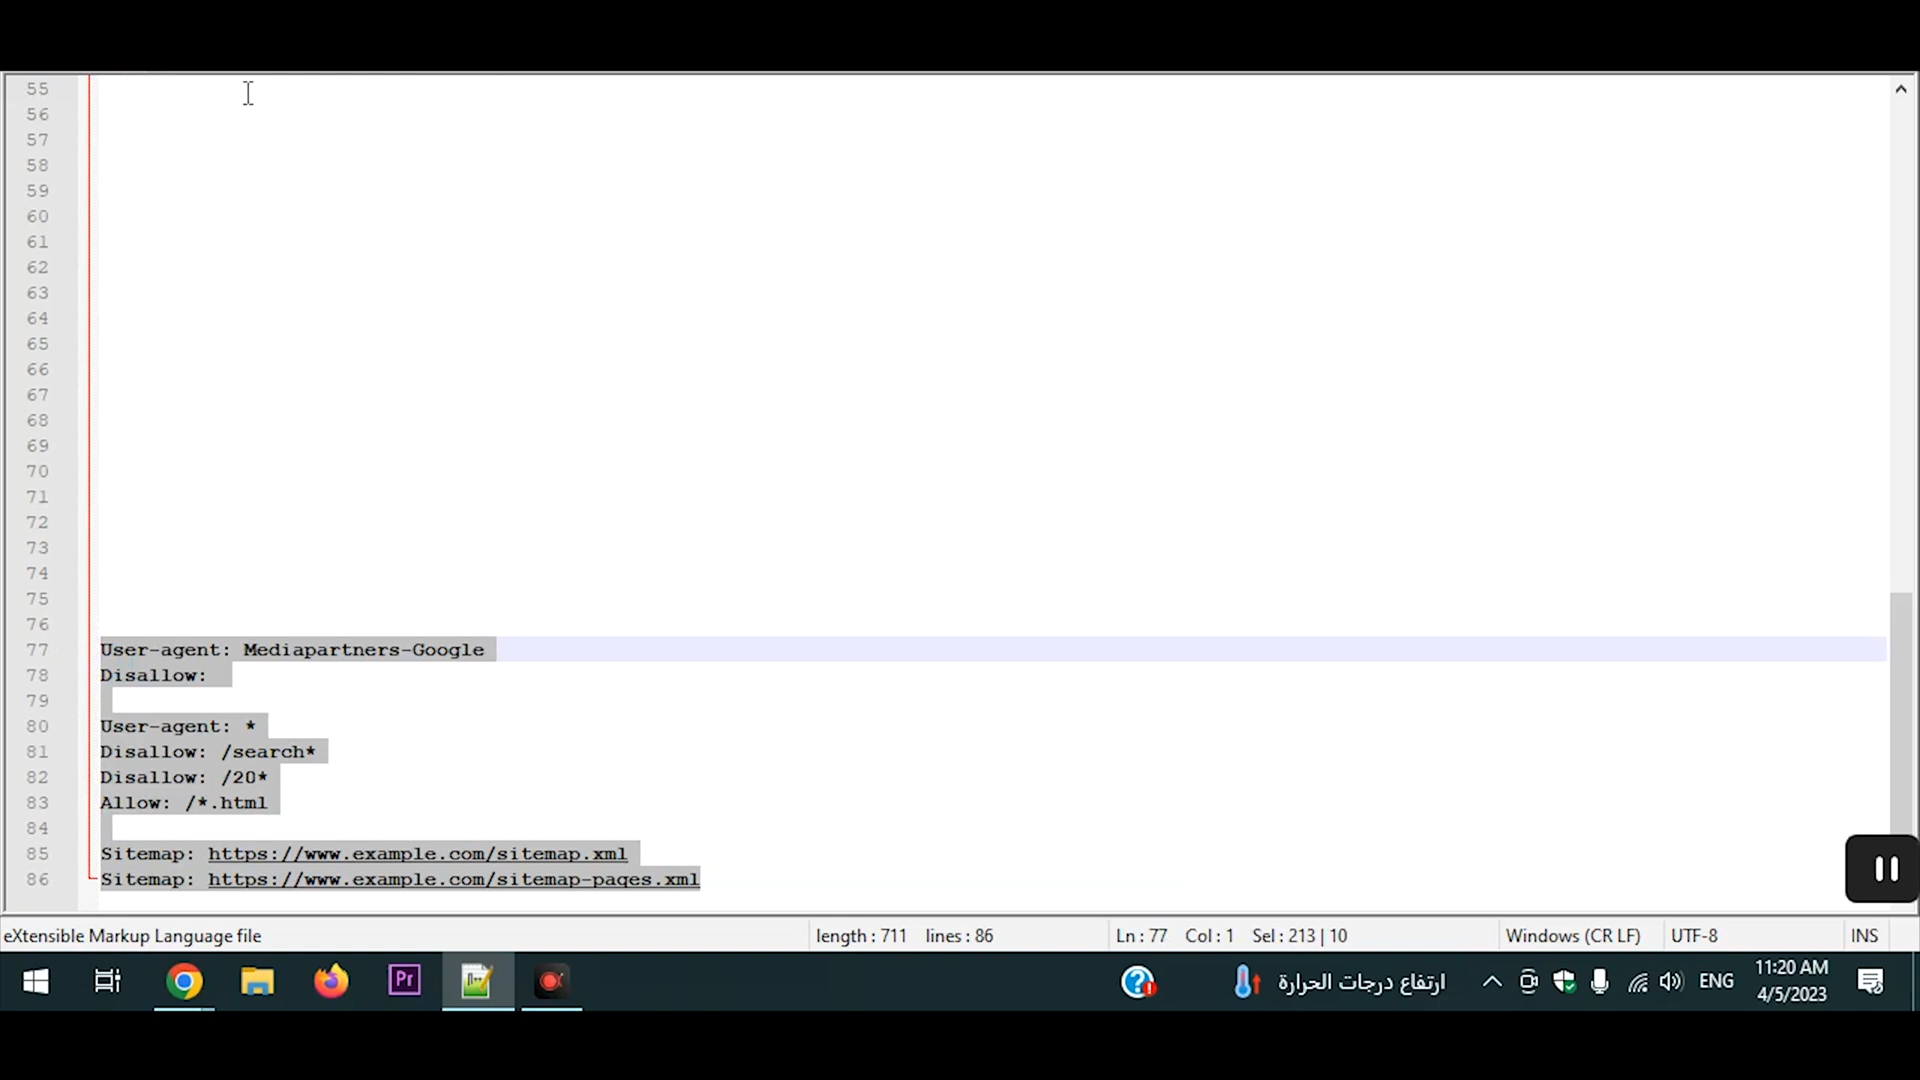 55
56
57
58
59
60
61
62
63
64
65
66
67
68
69
70
71
72
73
74
75
76
77 User-agent: Mediapartners-Google
78 Disallow:
79
80 User-agent: *
81 Disallow: /search*
82 Disallow: /20*
83 Allow: /*.html
84
85 Sitemap: https://www.example.com/sitemap.xml
86 Sitemap: https://www.example.com/sitemap-pages.xml
eXtensible Markup Language file length : 711 lines : 86 Ln : 77 Col : 1 Sel : 213 | 10 Windows (CR LF) UTF-8 INS
Pr ارتفاع درجات الحرارة ENG 11:20 AM
4/5/2023